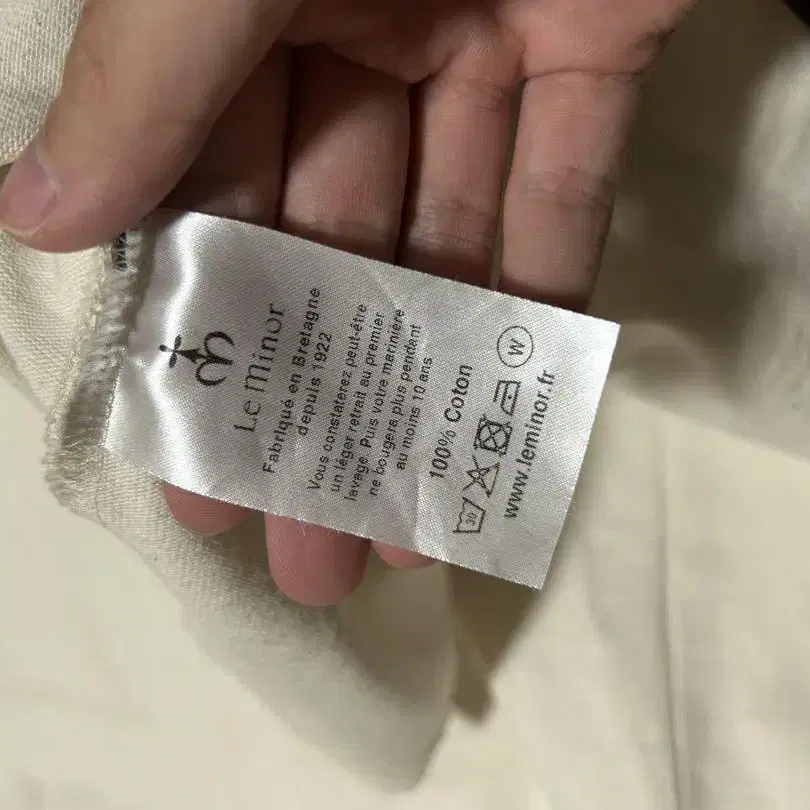 Le Minor
Fabriqué en Bretagne
depuis 1922
Vous constaterez peut-être
un léger retrait au premier
lavage. Puis votre marinière
ne bougera plus pendant
au moins 10 ans
100% Coton
30
W
www.leminor.fr